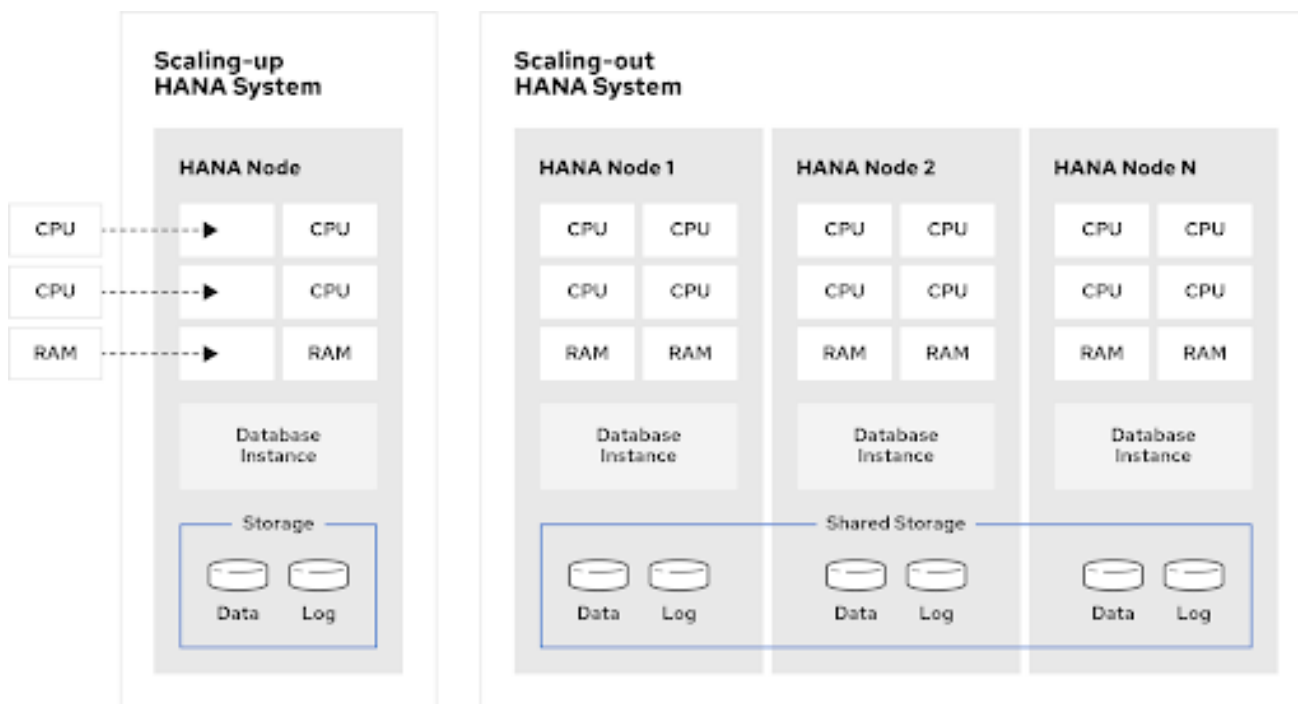 Scaling-up
HANA System
HANA Node
CPU
CPU
CPU
CPU
RAM
RAM
Database
Instance
Storage
Data
Log
Scaling-out
HANA System
HANA Node 1
CPU
CPU
CPU
CPU
RAM
RAM
Database
Instance
HANA Node 2
CPU
CPU
CPU
CPU
RAM
RAM
Database
Instance
HANA Node N
CPU
CPU
CPU
CPU
RAM
RAM
Database
Instance
Shared Storage
Data
Log
Data
Log
Data
Log